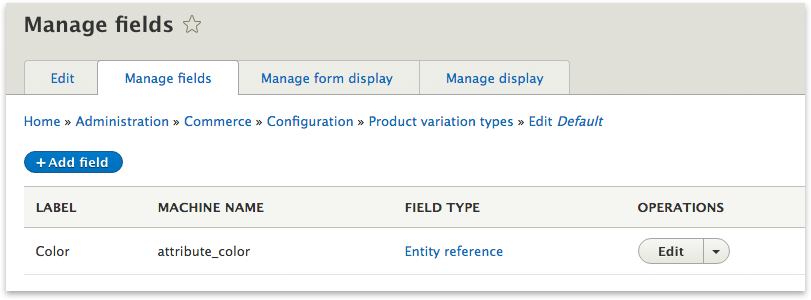 Manage fields
Edit Manage fields Manage form display Manage display
Home » Administration » Commerce » Configuration » Product variation types » Edit Default
+ Add field
LABEL MACHINE NAME FIELD TYPE OPERATIONS
Color attribute_color Entity reference Edit